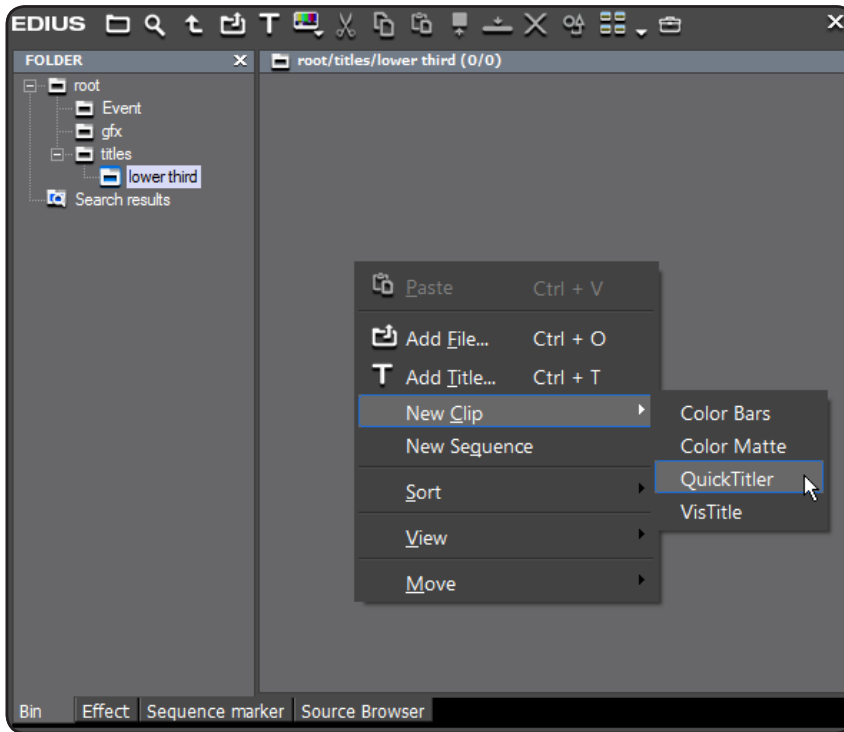 EDIUS
FOLDER
root/titles/lower third (0/0)
root
Event
gfx
titles
lower third
Search results
Paste Ctrl + V
Add File... Ctrl + O
Add Title... Ctrl + T
New Clip
New Sequence
Sort
View
Move
Color Bars
Color Matte
QuickTitler
VisTitle
Bin Effect Sequence marker Source Browser